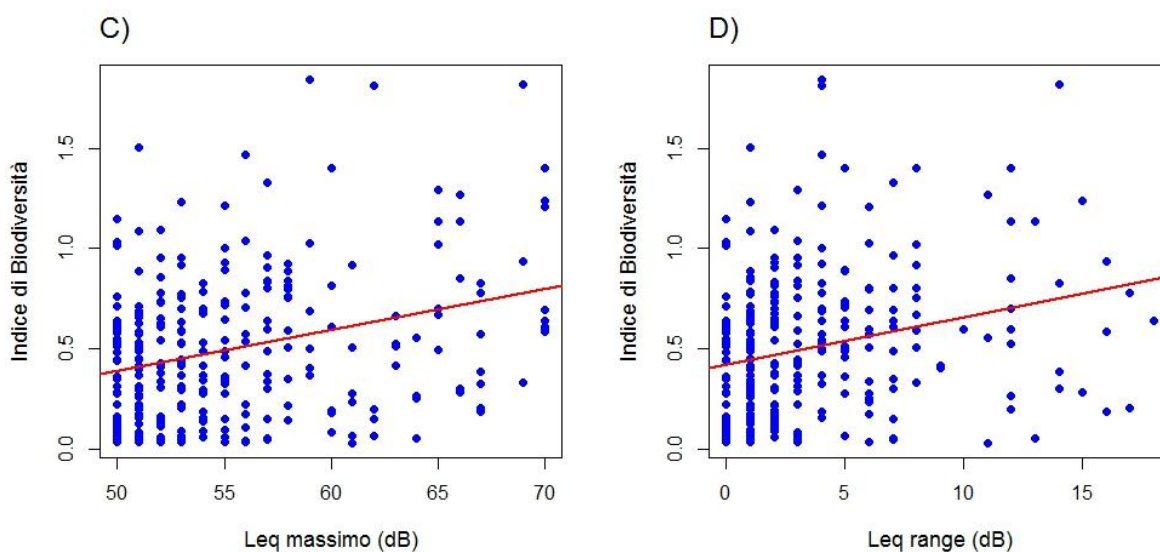 C)
Indice di Biodiversità
1.5
1.0
0.5
0.0
50 55 60 65 70
Leq massimo (dB)
D)
Indice di Biodiversità
1.5
1.0
0.5
0.0
0 5 10 15
Leq range (dB)